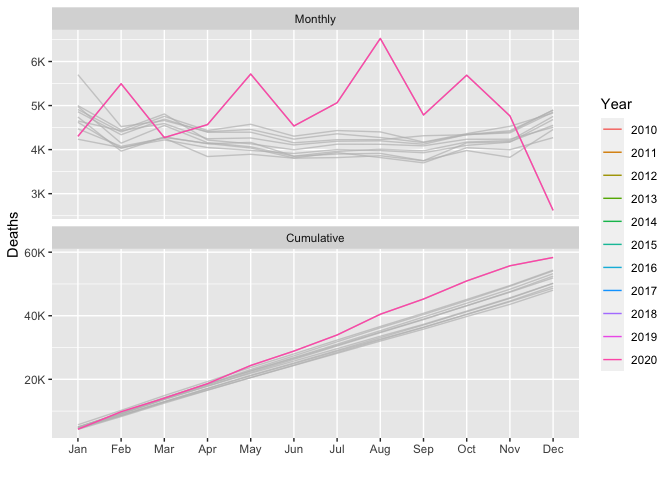 Monthly
6K
5K
4K
3K
Deaths
Cumulative
60K
40K
20K
Jan Feb Mar Apr May Jun Jul Aug Sep Oct Nov Dec
Year
2010
2011
2012
2013
2014
2015
2016
2017
2018
2019
2020